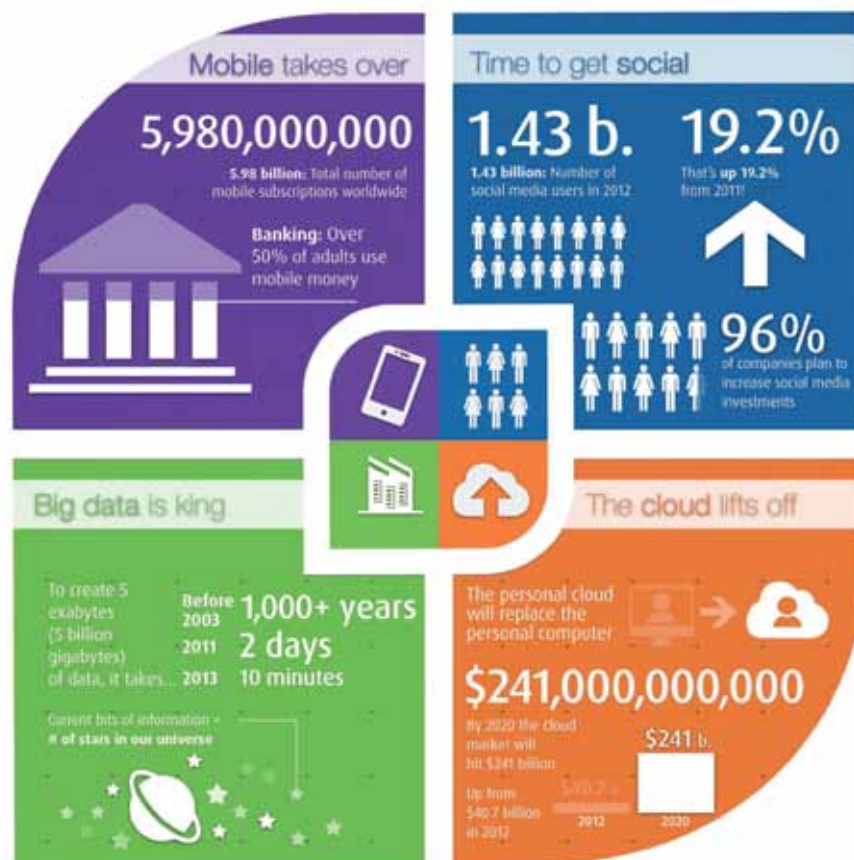 Mobile takes over
5,980,000,000
5.98 billion: Total number of
mobile subscriptions worldwide
Banking: Over
50% of adults use
mobile money
Time to get social
1.43 b.
1.43 billion: Number of
social media users in 2012
19.2%
That's up 19.2%
from 2011!
96%
of companies plan to
increase social media
investments
Big data is king
To create 5
exabytes
(5 billion
gigabytes)
of data, it takes...
Before
2003
1,000+ years
2011
2 days
2013
10 minutes
Current bits of information =
# of stars in our universe
The cloud lifts off
The personal cloud
will replace the
personal computer
$241,000,000,000
By 2020 the cloud
market will
hit $241 billion
Up from
$40.7 billion
in 2012
$40.7 b.
2012
$241 b.
2020